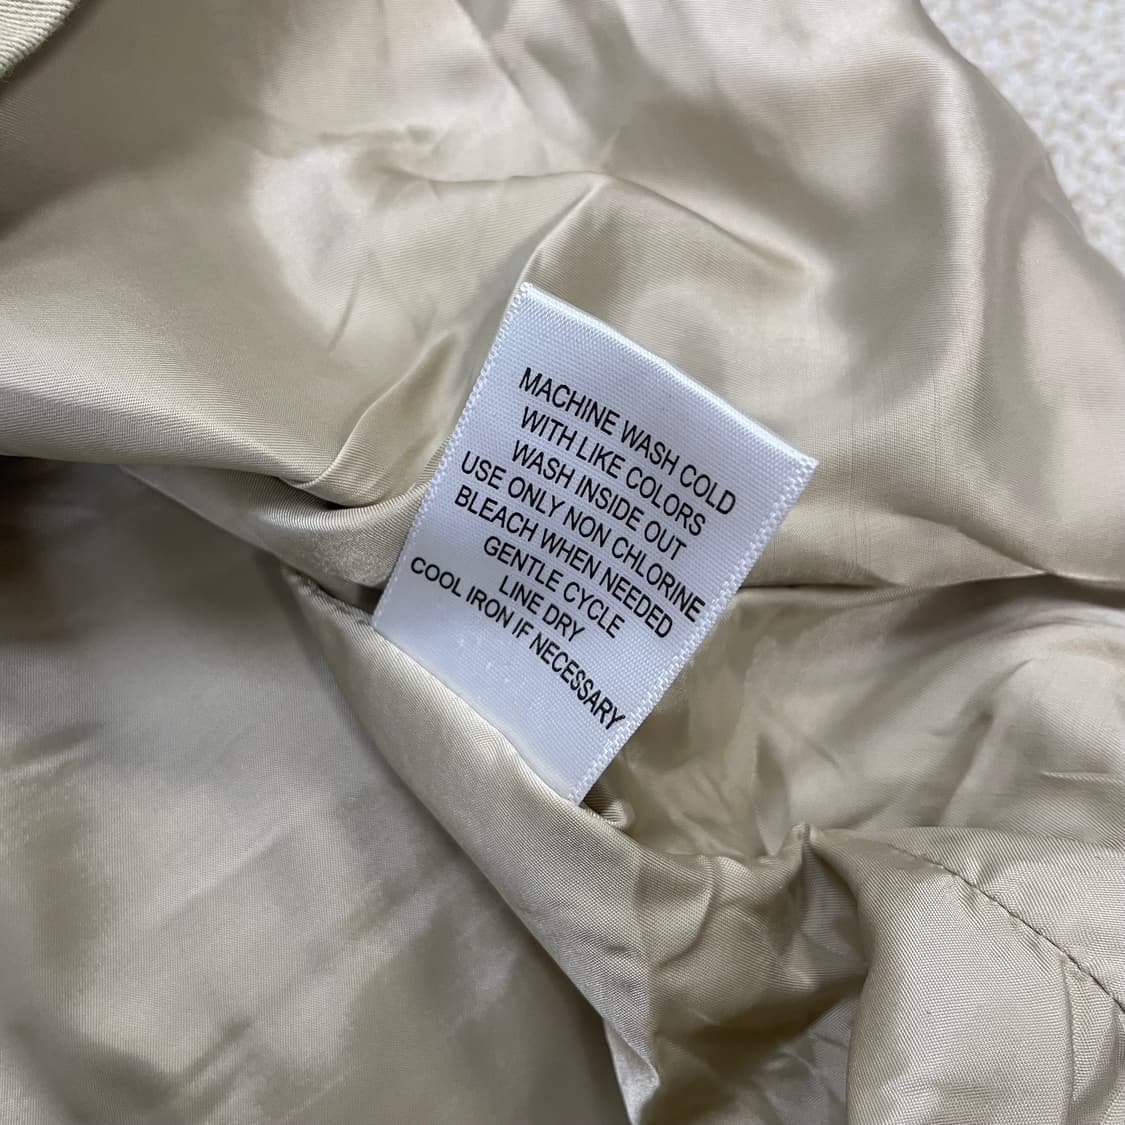 MACHINE WASH COLD
WITH LIKE COLORS
WASH INSIDE OUT
USE ONLY NON CHLORINE
BLEACH WHEN NEEDED
GENTLE CYCLE
LINE DRY
COOL IRON IF NECESSARY